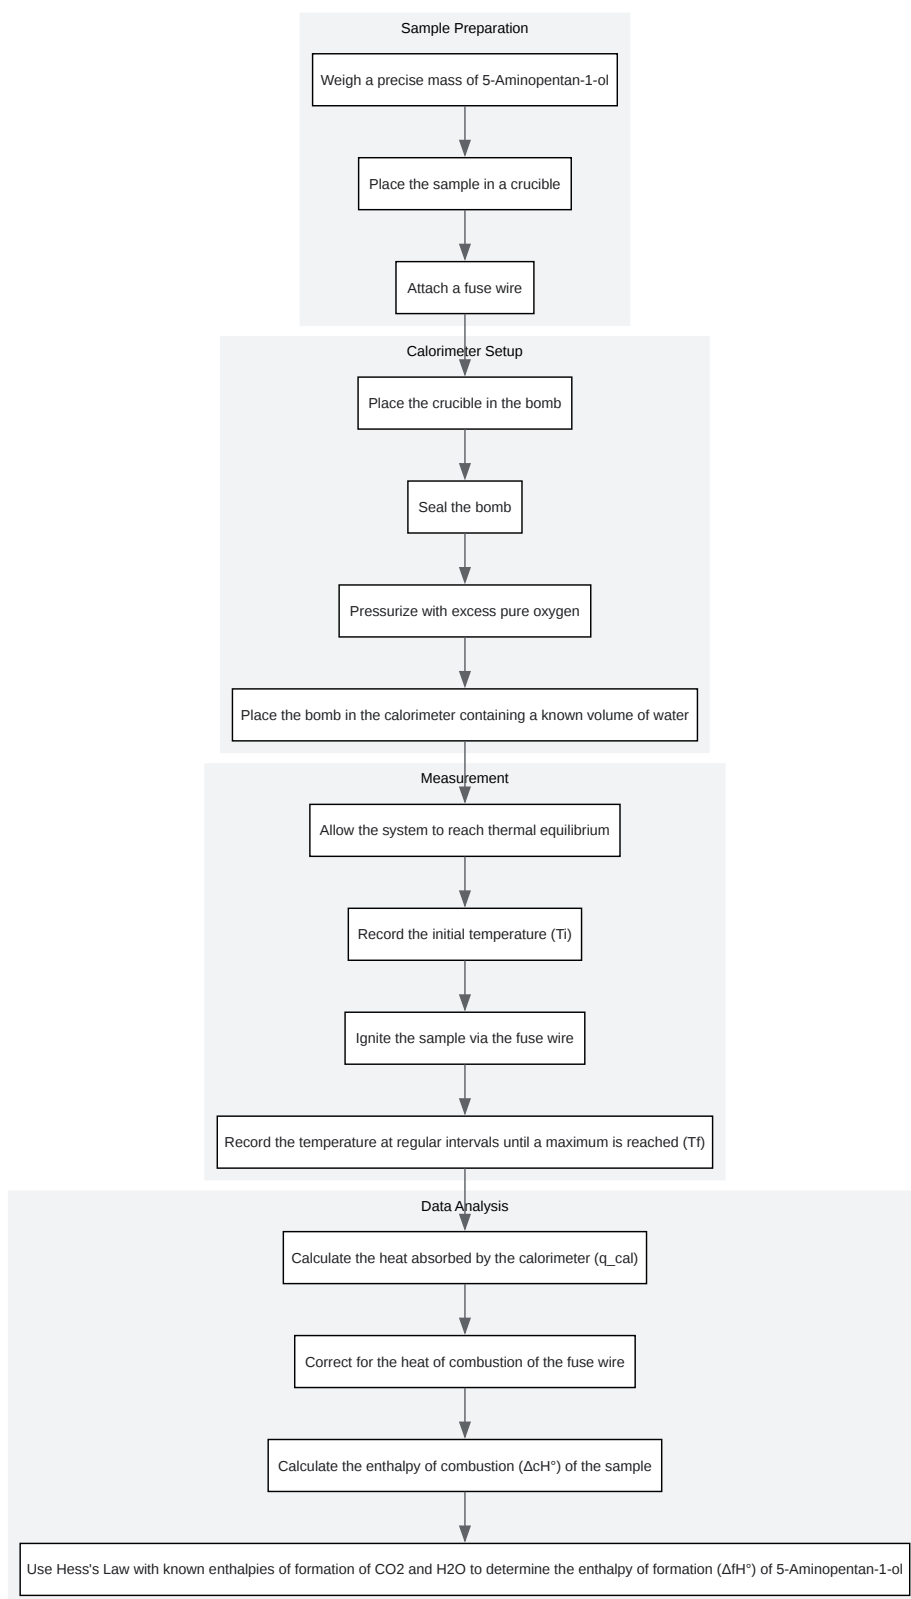 Sample Preparation
Weigh a precise mass of 5-Aminopentan-1-ol
Place the sample in a crucible
Attach a fuse wire
Calorimeter Setup
Place the crucible in the bomb
Seal the bomb
Pressurize with excess pure oxygen
Place the bomb in the calorimeter containing a known volume of water
Measurement
Allow the system to reach thermal equilibrium
Record the initial temperature (Ti)
Ignite the sample via the fuse wire
Record the temperature at regular intervals until a maximum is reached (Tf)
Data Analysis
Calculate the heat absorbed by the calorimeter (q_cal)
Correct for the heat of combustion of the fuse wire
Calculate the enthalpy of combustion (ΔcH°) of the sample
Use Hess's Law with known enthalpies of formation of CO2 and H2O to determine the enthalpy of formation (ΔfH°) of 5-Aminopentan-1-ol